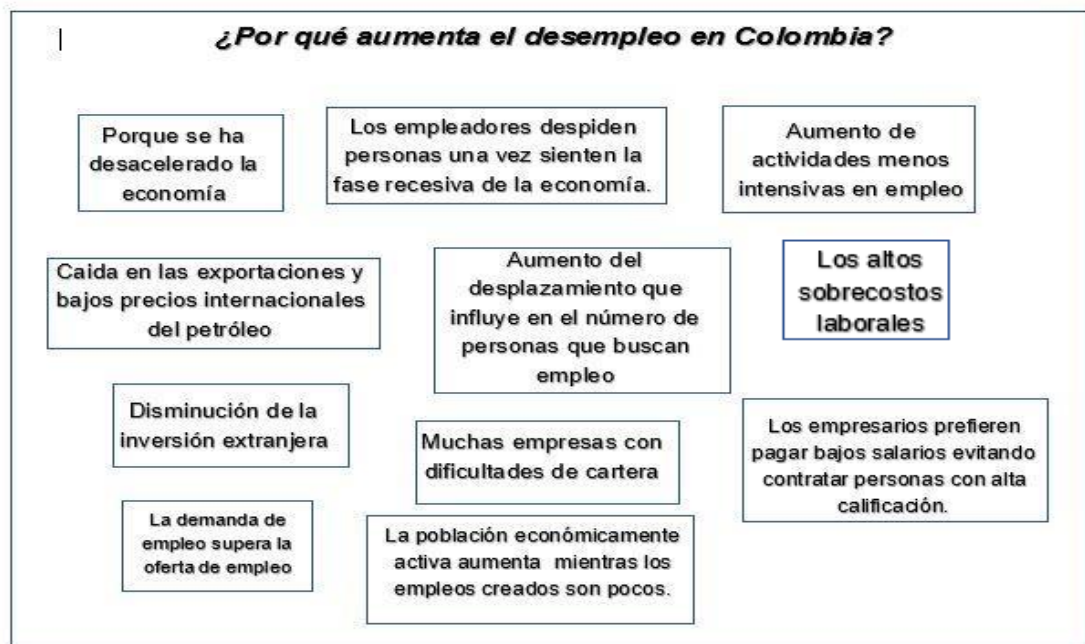 ¿Por qué aumenta el desempleo en Colombia?
Porque se ha
desacelerado la
economía
Los empleadores despiden
personas una vez sienten la
fase recesiva de la economía.
Aumento de
actividades menos
intensivas en empleo
Caida en las exportaciones y
bajos precios internacionales
del petróleo
Aumento del
desplazamiento que
influye en el número de
personas que buscan
empleo
Los altos
sobrecostos
laborales
Disminución de la
inversión extranjera
Muchas empresas con
dificultades de cartera
Los empresarios prefieren
pagar bajos salarios evitando
contratar personas con alta
calificación.
La demanda de
empleo supera la
oferta de empleo
La población económicamente
activa aumenta mientras los
empleos creados son pocos.